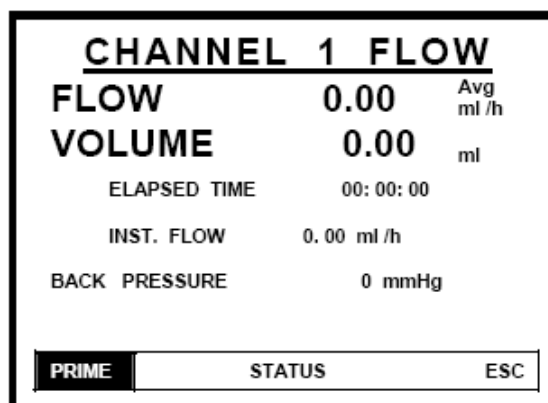 CHANNEL 1 FLOW
FLOW 0.00 Avg ml /h
VOLUME 0.00 ml
ELAPSED TIME 00: 00: 00
INST. FLOW 0. 00 ml /h
BACK PRESSURE 0 mmHg
PRIME STATUS ESC